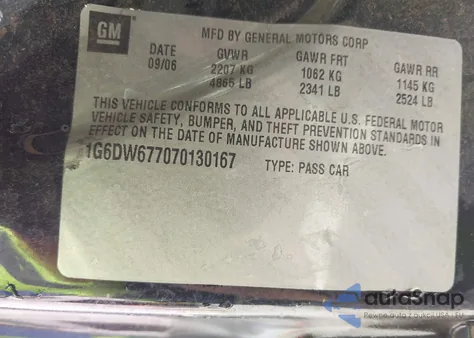 GM
MFD BY GENERAL MOTORS CORP
DATE GVWR GAWR FRT GAWR RR
09/06 2207 KG 1062 KG 1145 KG
4865 LB 2341 LB 2524 LB
THIS VEHICLE CONFORMS TO ALL APPLICABLE U.S. FEDERAL MOTOR
VEHICLE SAFETY, BUMPER, AND THEFT PREVENTION STANDARDS IN
EFFECT ON THE DATE OF MANUFACTURE SHOWN ABOVE.
1G6DW677070130167 TYPE: PASS CAR
autoSnap